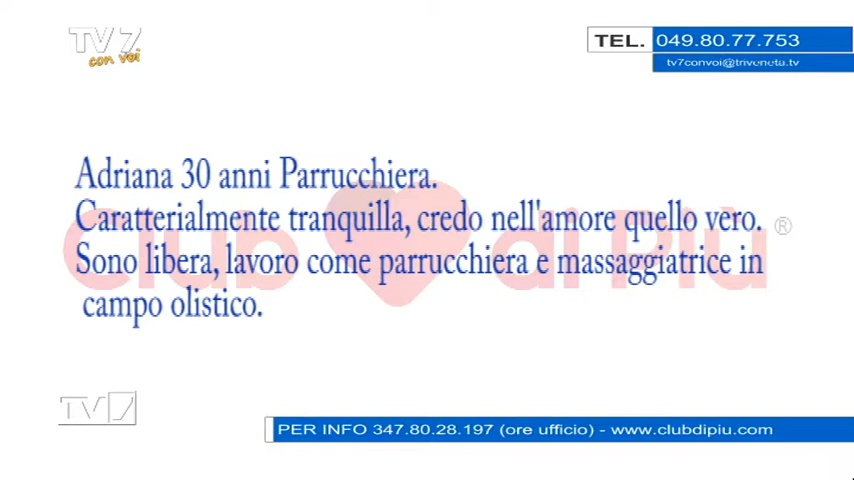 TV7
con voi
TEL. 049.80.77.753
tv7convoi@triveneta.tv
Adriana 30 anni Parrucchiera.
Caratterialmente tranquilla, credo nell'amore quello vero.
Sono libera, lavoro come parrucchiera e massaggiatrice in
campo olistico.
Club di Più ®
TV7
PER INFO 347.80.28.197 (ore ufficio) - www.clubdipiu.com